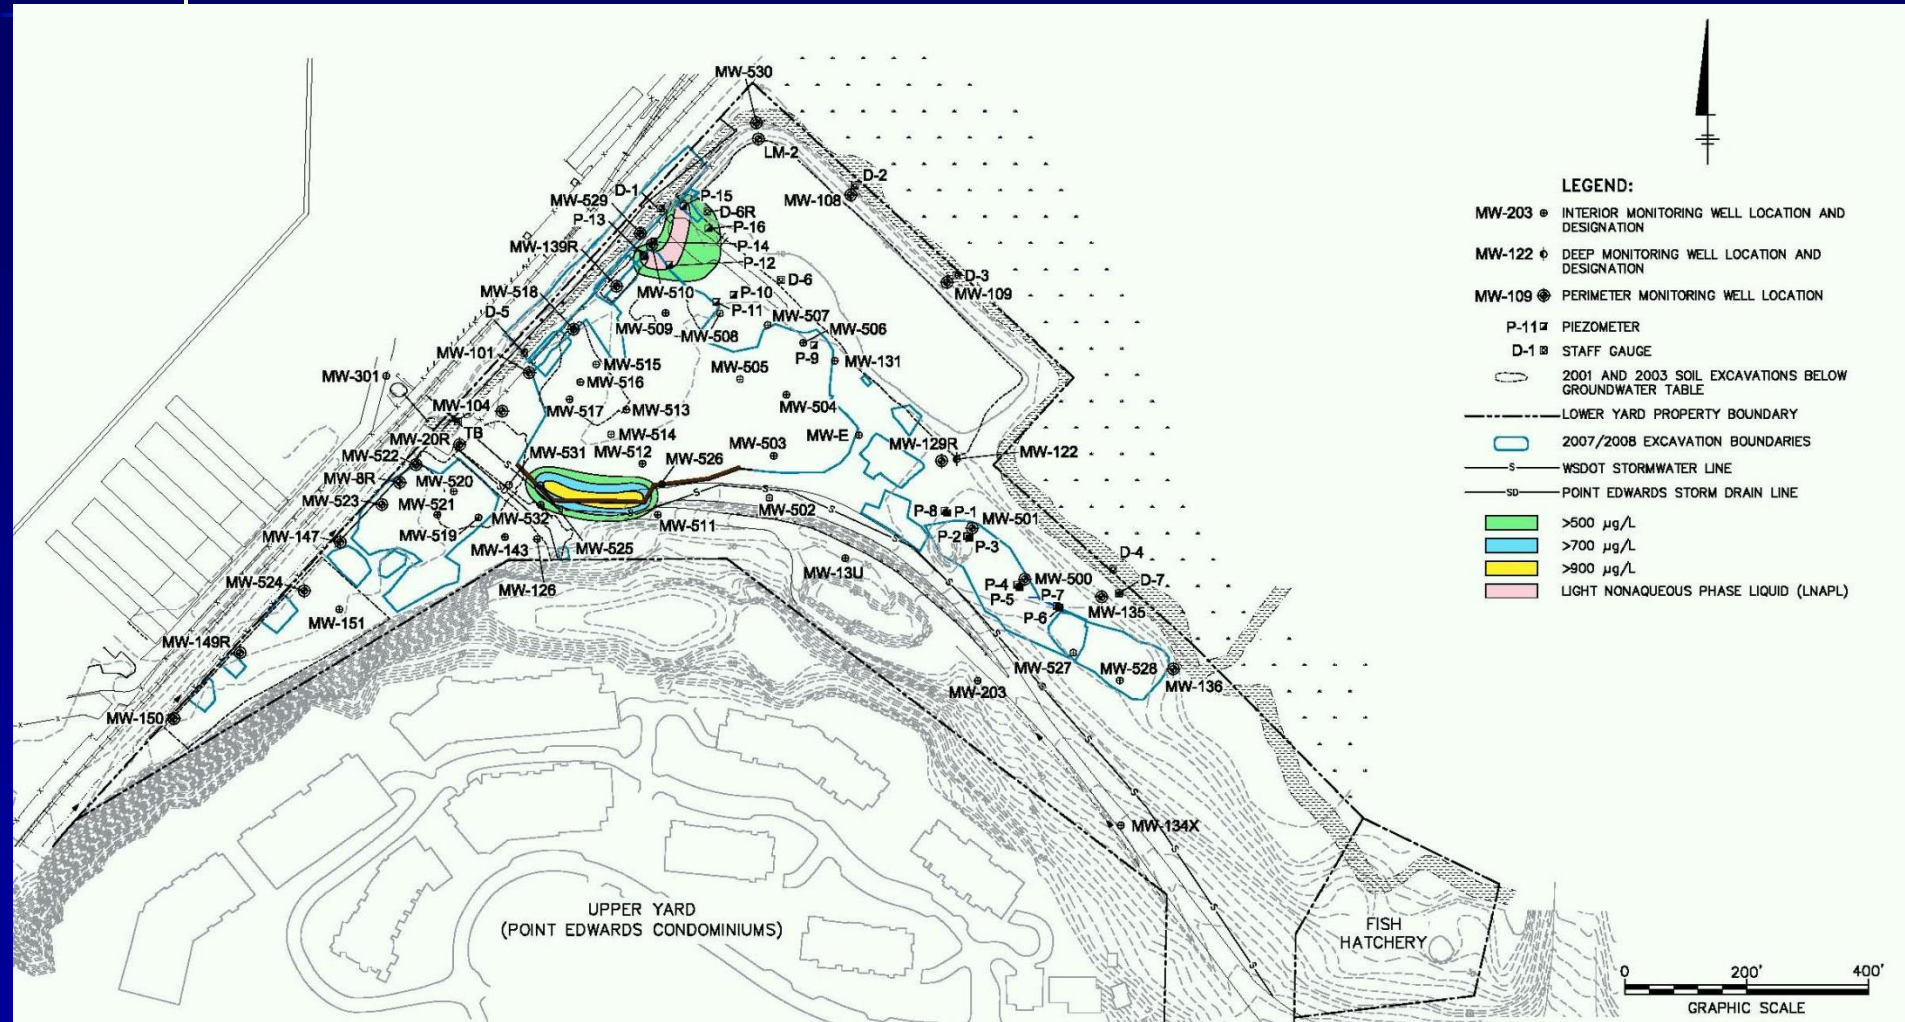 MW-530
LM-2
D-2
MW-108
D-1
MW-529
P-13
P-15
D-6R
P-16
P-14
P-12
MW-139R
D-6
D-3
MW-109
MW-518
MW-510
P-10
P-11
D-5
MW-509
MW-508
MW-507
MW-506
P-9
MW-131
MW-101
MW-301
MW-515
MW-516
MW-505
MW-504
MW-104
MW-517
MW-513
TB
MW-20R
MW-514
MW-503
MW-E
MW-129R
MW-122
MW-522
MW-531
MW-512
MW-526
MW-8R
MW-520
MW-523
MW-521
MW-532
MW-511
MW-502
P-8
P-1
MW-501
P-2
P-3
MW-519
MW-143
MW-525
MW-147
MW-13U
D-4
MW-524
MW-126
P-4
MW-500
P-5
P-7
D-7
MW-135
P-6
MW-151
MW-149R
MW-527
MW-528
MW-136
MW-203
MW-150
MW-134X
UPPER YARD
(POINT EDWARDS CONDOMINIUMS)
FISH
HATCHERY
LEGEND:
MW-203 INTERIOR MONITORING WELL LOCATION AND
DESIGNATION
MW-122 DEEP MONITORING WELL LOCATION AND
DESIGNATION
MW-109 PERIMETER MONITORING WELL LOCATION
P-11 PIEZOMETER
D-1 STAFF GAUGE
2001 AND 2003 SOIL EXCAVATIONS BELOW
GROUNDWATER TABLE
LOWER YARD PROPERTY BOUNDARY
2007/2008 EXCAVATION BOUNDARIES
S WSDOT STORMWATER LINE
SD POINT EDWARDS STORM DRAIN LINE
>500 µg/L
>700 µg/L
>900 µg/L
LIGHT NONAQUEOUS PHASE LIQUID (LNAPL)
0 200' 400'
GRAPHIC SCALE